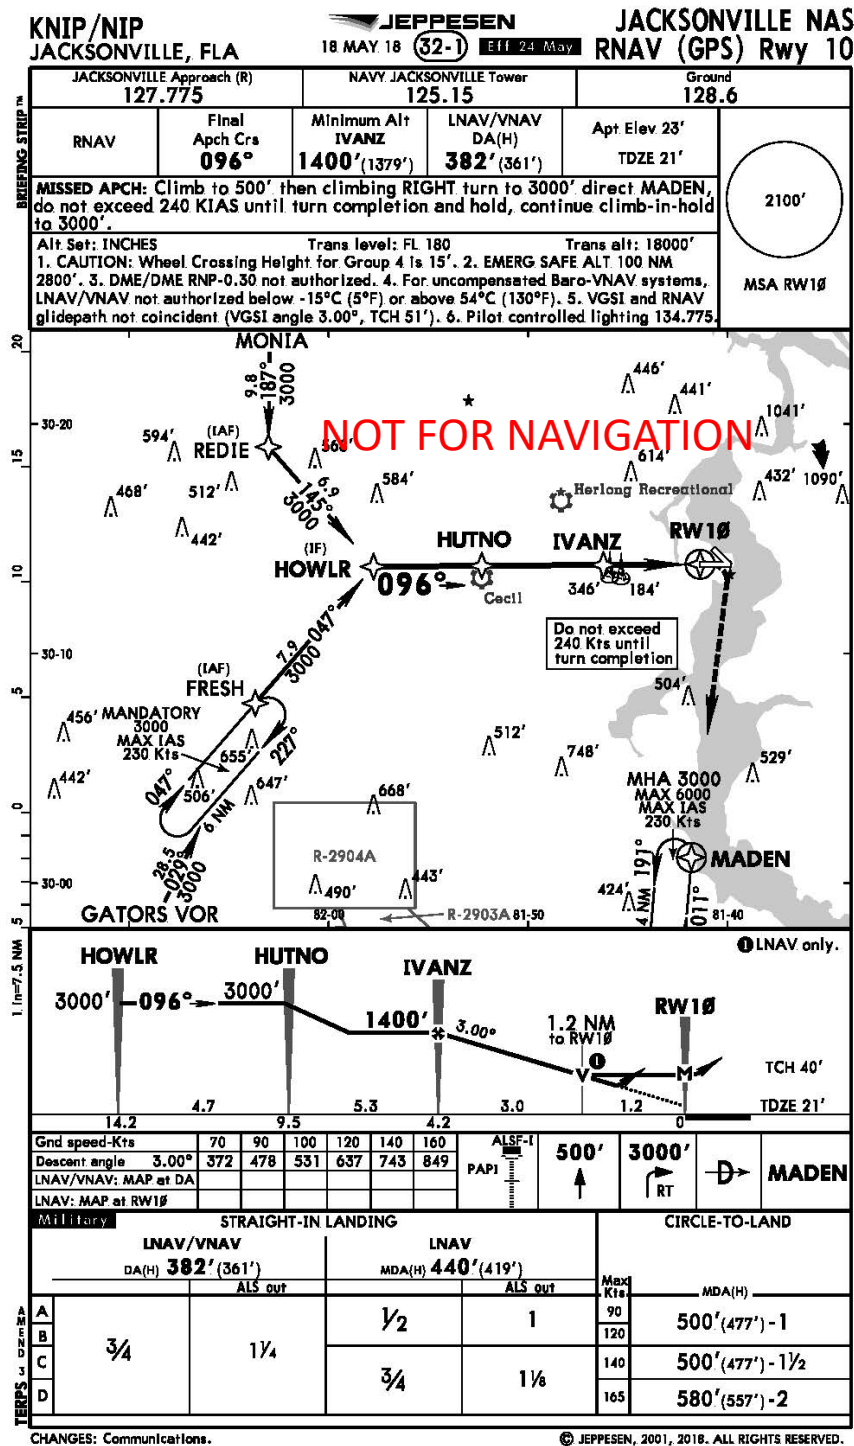 KNIP/NIP
JACKSONVILLE, FLA
JEPPESEN
18 MAY 18 32-1 Eff 24 May
JACKSONVILLE NAS
RNAV (GPS) Rwy 10
BRIEFING STRIP™
JACKSONVILLE Approach (R)
127.775
NAVY JACKSONVILLE Tower
125.15
Ground
128.6
RNAV
Final
Apch Crs
096°
Minimum Alt
IVANZ
1400'(1379')
LNAV/VNAV
DA(H)
382'(361')
Apt Elev 23'
TDZE 21'
MISSED APCH: Climb to 500' then climbing RIGHT turn to 3000' direct MADEN,
do not exceed 240 KIAS until turn completion and hold, continue climb-in-hold
to 3000'.
Alt Set: INCHES Trans level: FL 180 Trans alt: 18000'
1. CAUTION: Wheel Crossing Height for Group 4 is 15'. 2. EMERG SAFE ALT 100 NM
2800'. 3. DME/DME RNP-0.30 not authorized. 4. For uncompensated Baro-VNAV systems,
LNAV/VNAV not authorized below -15°C (5°F) or above 54°C (130°F). 5. VGSI and RNAV
glidepath not coincident (VGSI angle 3.00°, TCH 51'). 6. Pilot controlled lighting 134.775.
2100'
MSA RW10
MONIA
9.8
187°
3000
20
446'
441'
1041'
30-20
594'
(IAF)
REDIE
NOT FOR NAVIGATION
614'
15
468'
512'
442'
6.9
145°
3000
584'
Herlong Recreational
432'
1090'
(IF)
HOWLR
HUTNO
IVANZ
RW10
10
096°
Cecil
346'
184'
30-10
7.9
047°
3000
Do not exceed
240 Kts until
turn completion
(IAF)
FRESH
5
504'
456'
MANDATORY
3000
MAX IAS
230 Kts
655'
227°
512'
748'
529'
442'
047°
506'
6 NM
647'
668'
MHA 3000
MAX 6000
MAX IAS
230 Kts
0
28.5
029°
3000
R-2904A
191°
MADEN
30-00
490'
443'
424'
4 NM
011°
GATORS VOR
82-00
R-2903A
81-50
81-40
5
1 in=7.5 NM
HOWLR
HUTNO
IVANZ
RW10
1 LNAV only.
3000'
096°
3000'
1400'
3.00°
1.2 NM
to RW10
1
V
M
TCH 40'
TDZE 21'
4.7
5.3
3.0
1.2
14.2
9.5
4.2
0
Gnd speed-Kts 70 90 100 120 140 160
Descent angle 3.00° 372 478 531 637 743 849
LNAV/VNAV: MAP at DA
LNAV: MAP at RW10
ALSF-I
PAPI
500'
3000'
RT
D
MADEN
Military
STRAIGHT-IN LANDING
CIRCLE-TO-LAND
LNAV/VNAV
DA(H) 382'(361')
ALS out
LNAV
MDA(H) 440'(419')
ALS out
Max
Kts
MDA(H)
A
B
C
D
3/4
1 1/4
1/2
1
3/4
1 1/8
90
120
500'(477')-1
140
500'(477')-1 1/2
165
580'(557')-2
TERPS AMEND 3
CHANGES: Communications.
© JEPPESEN, 2001, 2018. ALL RIGHTS RESERVED.